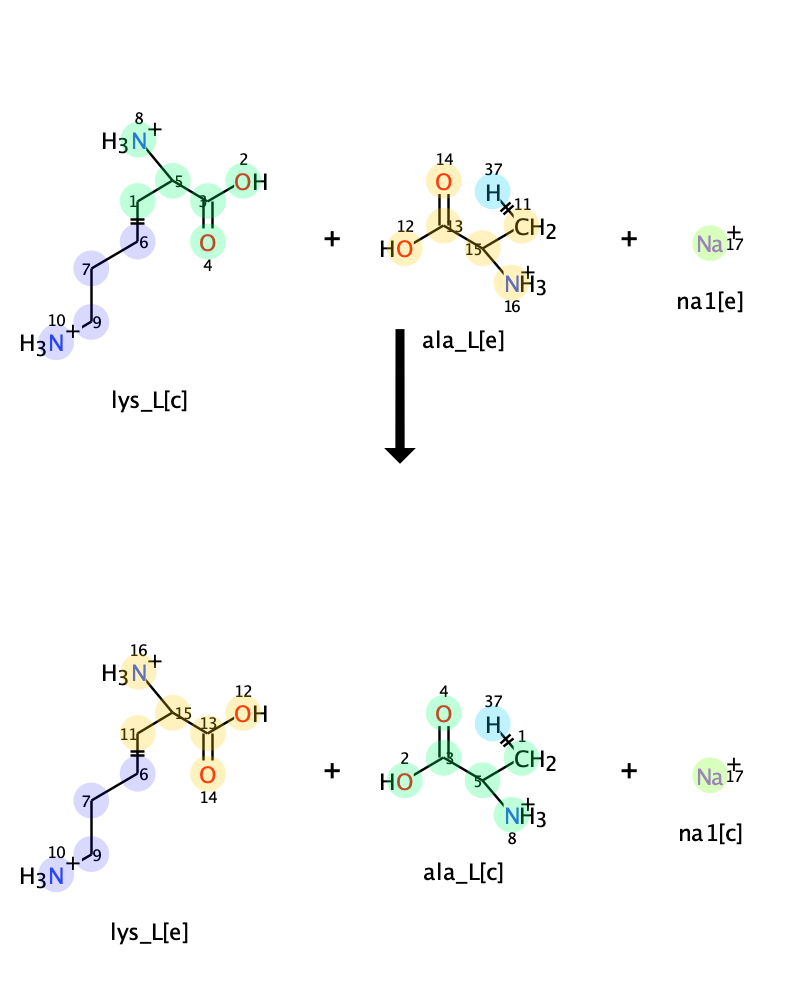 8
H3N+
2
5
1
3
OH
6
O
4
7
10
9
H3N+
lys_L[c]
+
14
O
37
H
11
12
13
CH2
HO
15
NH3+
16
ala_L[e]
+
Na+
17
na1[e]
16
H3N+
12
15
11
13
OH
6
O
14
7
10
9
H3N+
lys_L[e]
+
4
O
37
H
1
2
3
CH2
HO
5
NH3+
8
ala_L[c]
+
Na+
17
na1[c]